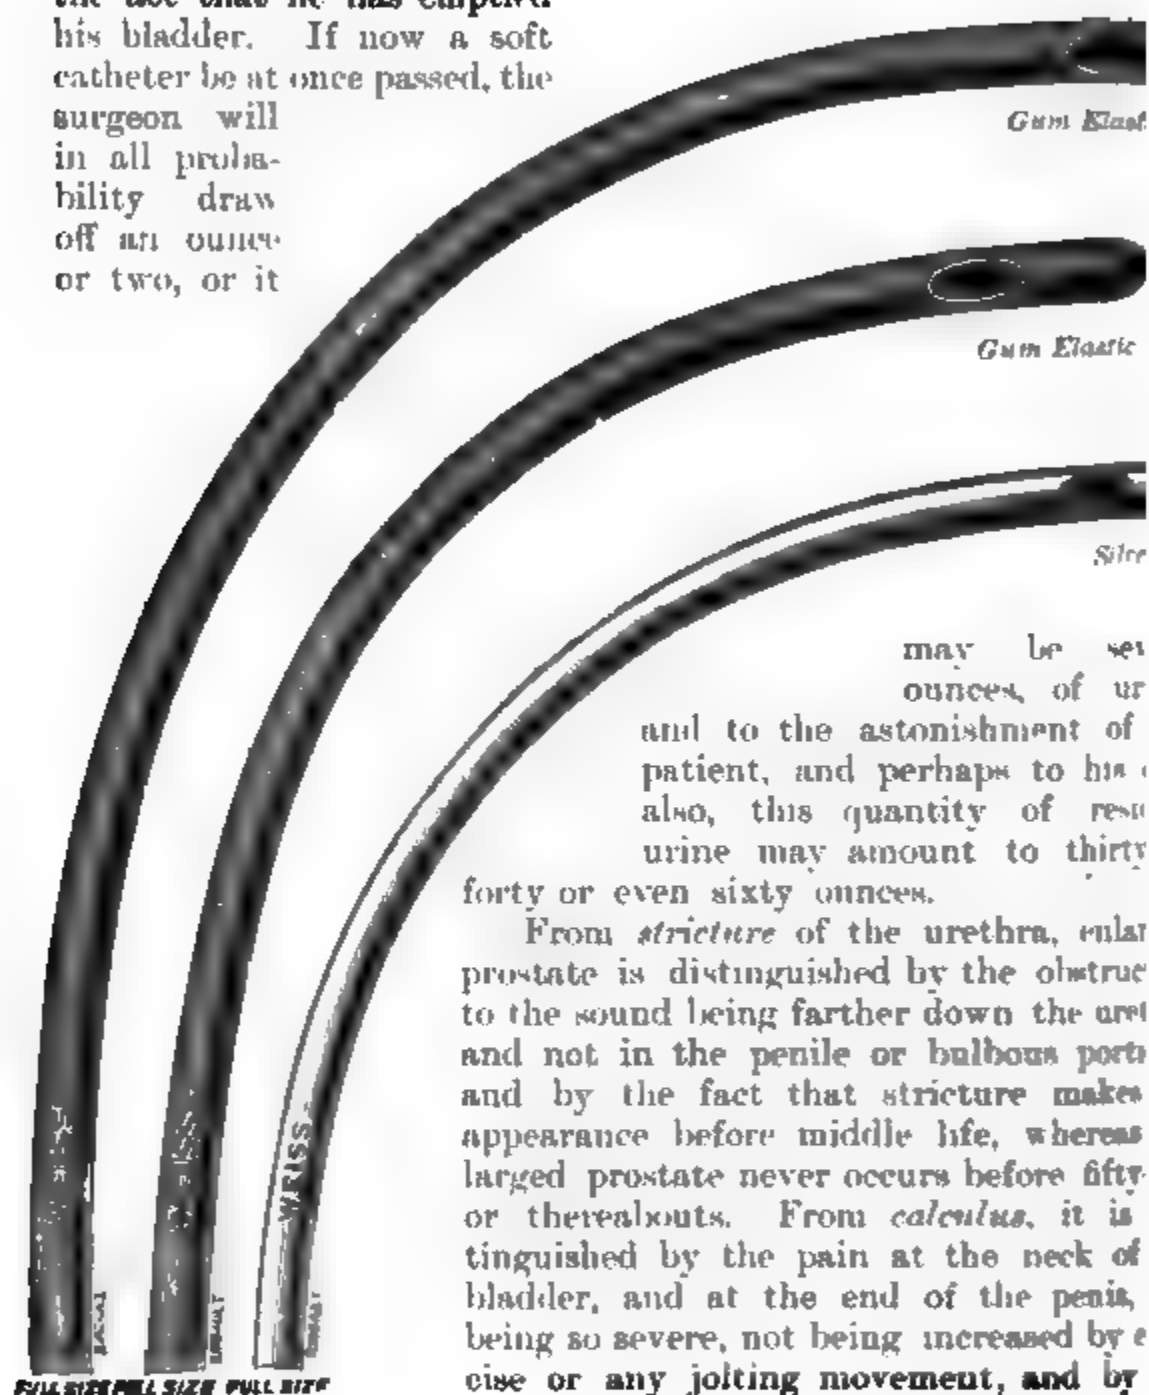 his bladder. If now a soft
catheter be at once passed, the
surgeon will
in all proba-
bility draw
off an ounce
or two, or it
Gum Elast
Gum Elastic
Silve
may be sev
ounces, of ur
and to the astonishment of
patient, and perhaps to his
also, this quantity of resi
urine may amount to thirty
forty or even sixty ounces.
From stricture of the urethra, enlar
prostate is distinguished by the obstruc
to the sound being farther down the uret
and not in the penile or bulbous porti
and by the fact that stricture makes
appearance before middle life, whereas
larged prostate never occurs before fifty-
or thereabouts. From calculus, it is
tinguished by the pain at the neck of
bladder, and at the end of the penis,
being so severe, not being increased by e
cise or any jolting movement, and by
WEISS
FULL SIZE FULL SIZE FULL SIZE